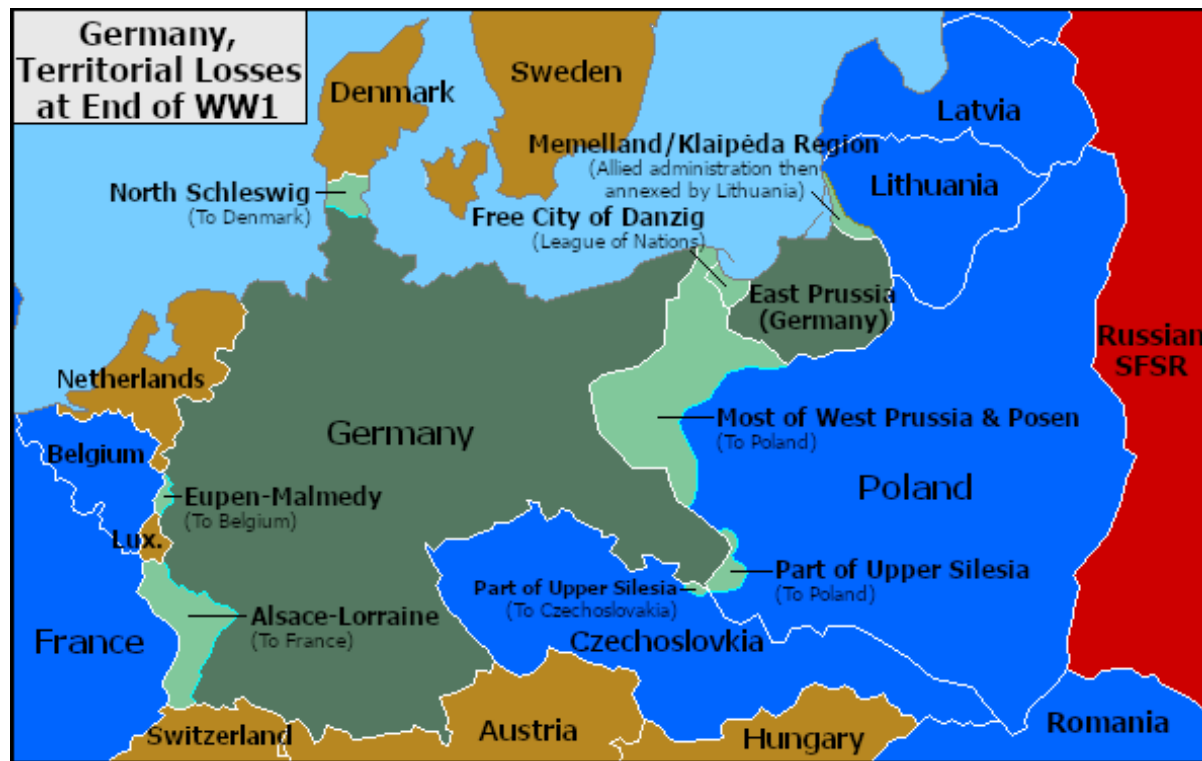 Germany,
Territorial Losses
at End of WW1
Denmark
Sweden
Latvia
Memelland/Klaipėda Region
(Allied administration then
annexed by Lithuania)
Lithuania
North Schleswig
(To Denmark)
Free City of Danzig
(League of Nations)
East Prussia
(Germany)
Russian
SFSR
Netherlands
Most of West Prussia & Posen
(To Poland)
Germany
Belgium
Poland
Eupen-Malmedy
(To Belgium)
Lux.
Part of Upper Silesia
(To Poland)
Part of Upper Silesia
(To Czechoslovakia)
Alsace-Lorraine
(To France)
France
Czechoslovkia
Romania
Switzerland
Austria
Hungary